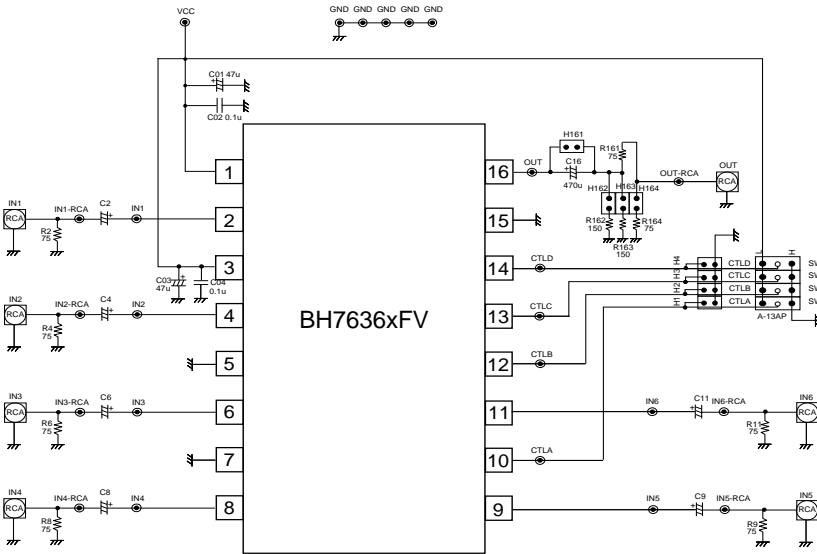 VCC
GND GND GND GND GND
C01 47u
C02 0.1u
BH7636xFV
1
2
3
4
5
6
7
8
16
15
14
13
12
11
10
9
IN1
RCA
IN1-RCA
C2
IN1
R2
75
C03
47u
C04
0.1u
IN2
RCA
IN2-RCA
C4
IN2
R4
75
IN3
RCA
IN3-RCA
C6
IN3
R6
75
IN4
RCA
IN4-RCA
C8
IN4
R8
75
H161
OUT
C16
470u
R161
75
H162
H163
H164
R162
150
R163
150
R164
75
OUT-RCA
OUT
RCA
CTLD
CTLC
CTLB
CTLA
H4
H3
H2
H1
CTLD
CTLC
CTLB
CTLA
L
H
SW
SW
SW
SW
A-13AP
IN6
C11
IN6-RCA
R11
75
IN6
RCA
IN5
C9
IN5-RCA
R9
75
IN5
RCA